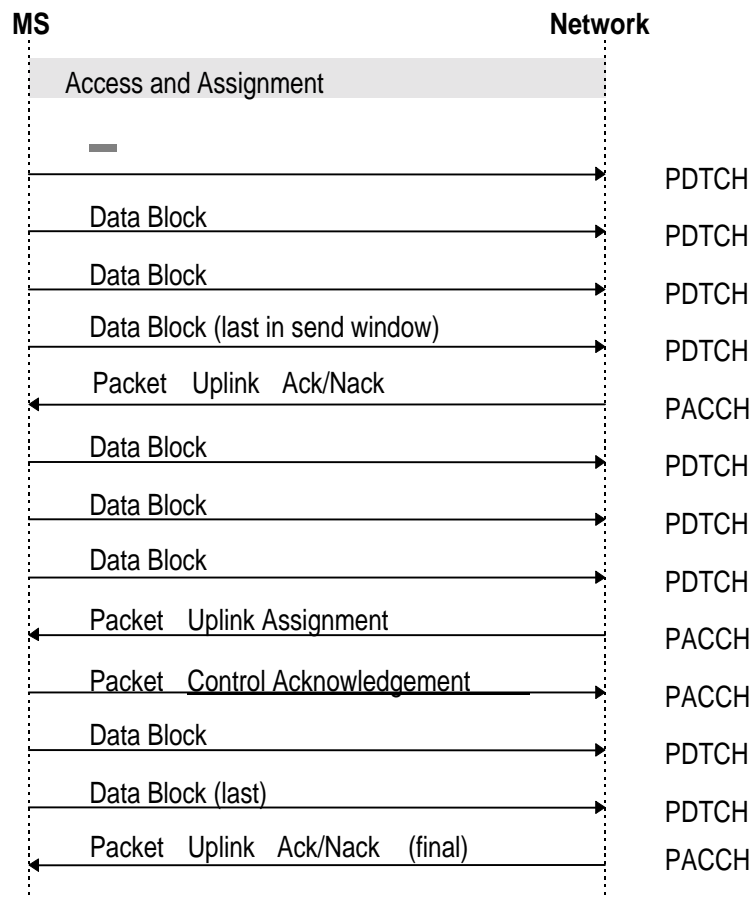 MS Network
Access and Assignment
PDTCH
Data Block PDTCH
Data Block PDTCH
Data Block (last in send window) PDTCH
Packet Uplink Ack/Nack PACCH
Data Block PDTCH
Data Block PDTCH
Data Block PDTCH
Packet Uplink Assignment PACCH
Packet Control Acknowledgement PACCH
Data Block PDTCH
Data Block (last) PDTCH
Packet Uplink Ack/Nack (final) PACCH